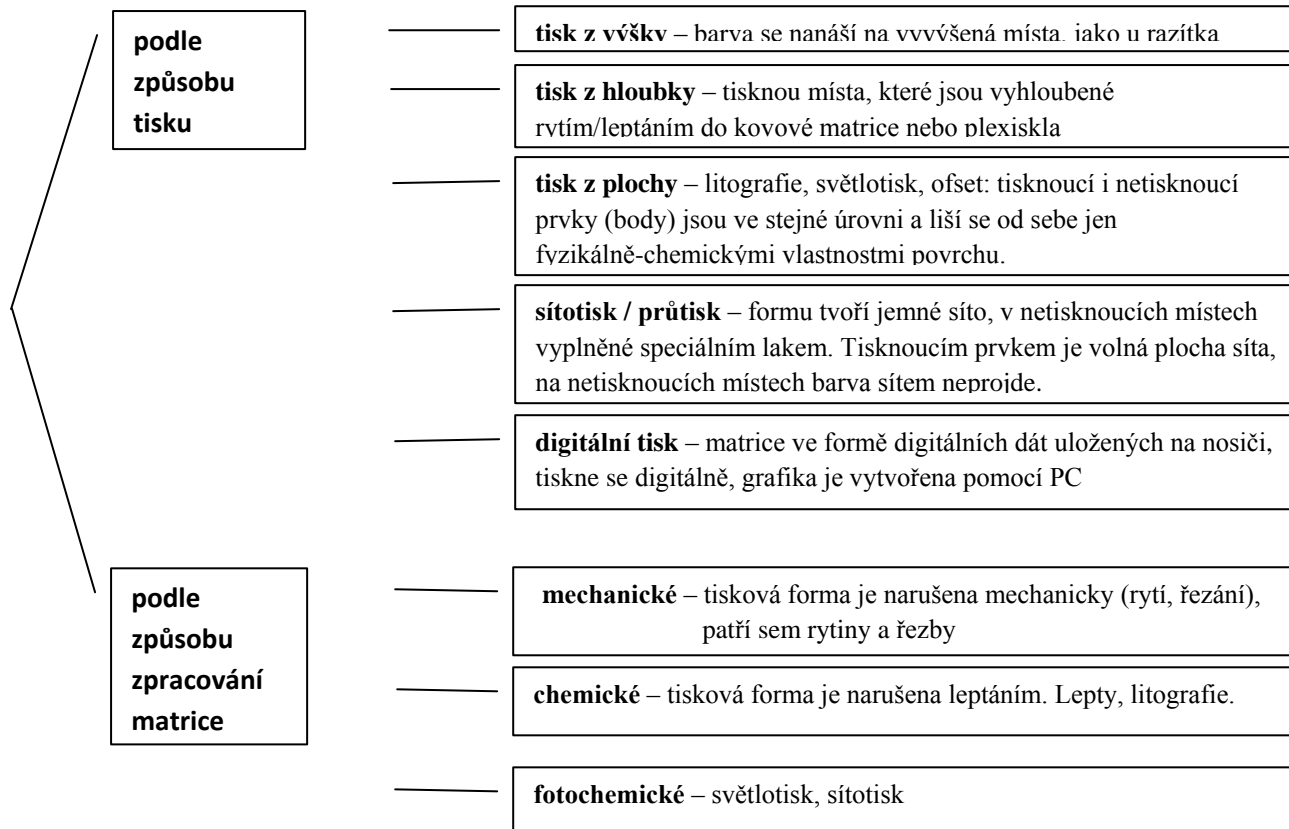 podle
způsobu
tisku
tisk z výšky – barva se nanáší na vyvýšená místa, jako u razítka
tisk z hloubky – tisknou místa, které jsou vyhloubené
rytím/leptáním do kovové matrice nebo plexiskla
tisk z plochy – litografie, světlotisk, ofset: tisknoucí i netisknoucí
prvky (body) jsou ve stejné úrovni a liší se od sebe jen
fyzikálně-chemickými vlastnostmi povrchu.
sítotisk / průtisk – formu tvoří jemné síto, v netisknoucích místech
vyplněné speciálním lakem. Tisknoucím prvkem je volná plocha síta,
na netisknoucích místech barva sítem neprojde.
digitální tisk – matrice ve formě digitálních dát uložených na nosiči,
tiskne se digitálně, grafika je vytvořena pomocí PC
podle
způsobu
zpracování
matrice
mechanické – tisková forma je narušena mechanicky (rytí, řezání),
patří sem rytiny a řezby
chemické – tisková forma je narušena leptáním. Lepty, litografie.
fotochemické – světlotisk, sítotisk